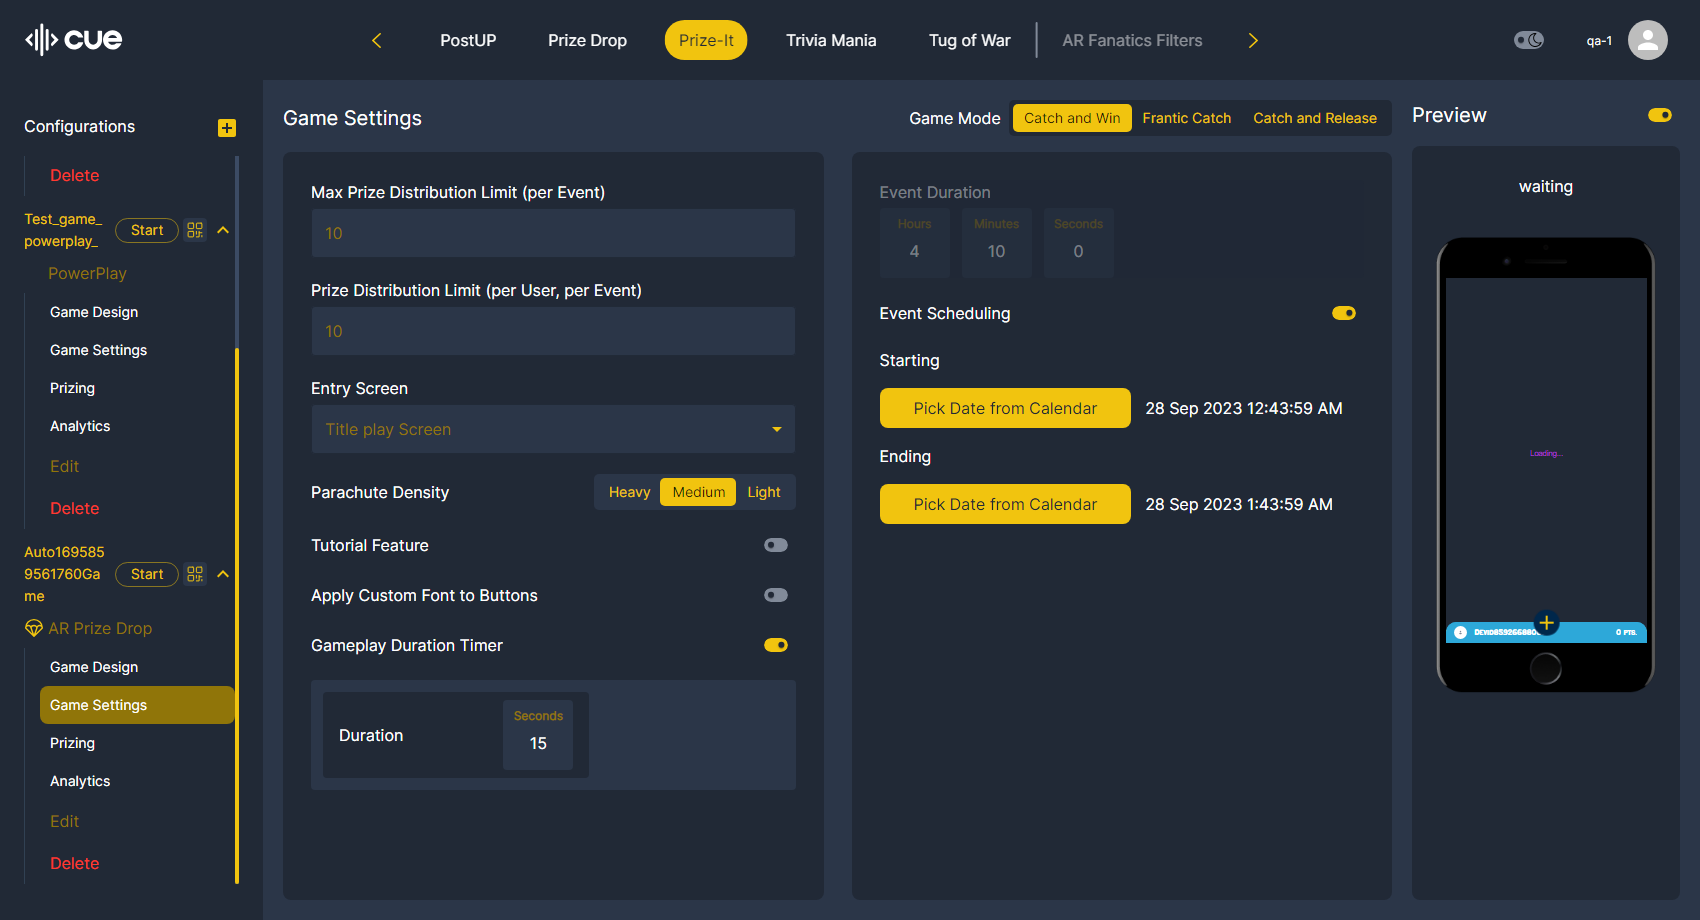 cue
PostUP
Prize Drop
Prize-It
Trivia Mania
Tug of War
AR Fanatics Filters
qa-1
Configurations
Delete
Test_game_
powerplay_
Start
PowerPlay
Game Design
Game Settings
Prizing
Analytics
Edit
Delete
Auto169585
9561760Ga
me
Start
AR Prize Drop
Game Design
Game Settings
Prizing
Analytics
Edit
Delete
Game Settings
Game Mode
Catch and Win
Frantic Catch
Catch and Release
Max Prize Distribution Limit (per Event)
10
Prize Distribution Limit (per User, per Event)
10
Entry Screen
Title play Screen
Parachute Density
Heavy
Medium
Light
Tutorial Feature
Apply Custom Font to Buttons
Gameplay Duration Timer
Duration
Seconds
15
Event Duration
Hours
4
Minutes
10
Seconds
0
Event Scheduling
Starting
Pick Date from Calendar
28 Sep 2023 12:43:59 AM
Ending
Pick Date from Calendar
28 Sep 2023 1:43:59 AM
Preview
waiting
Loading...
0 PTS.